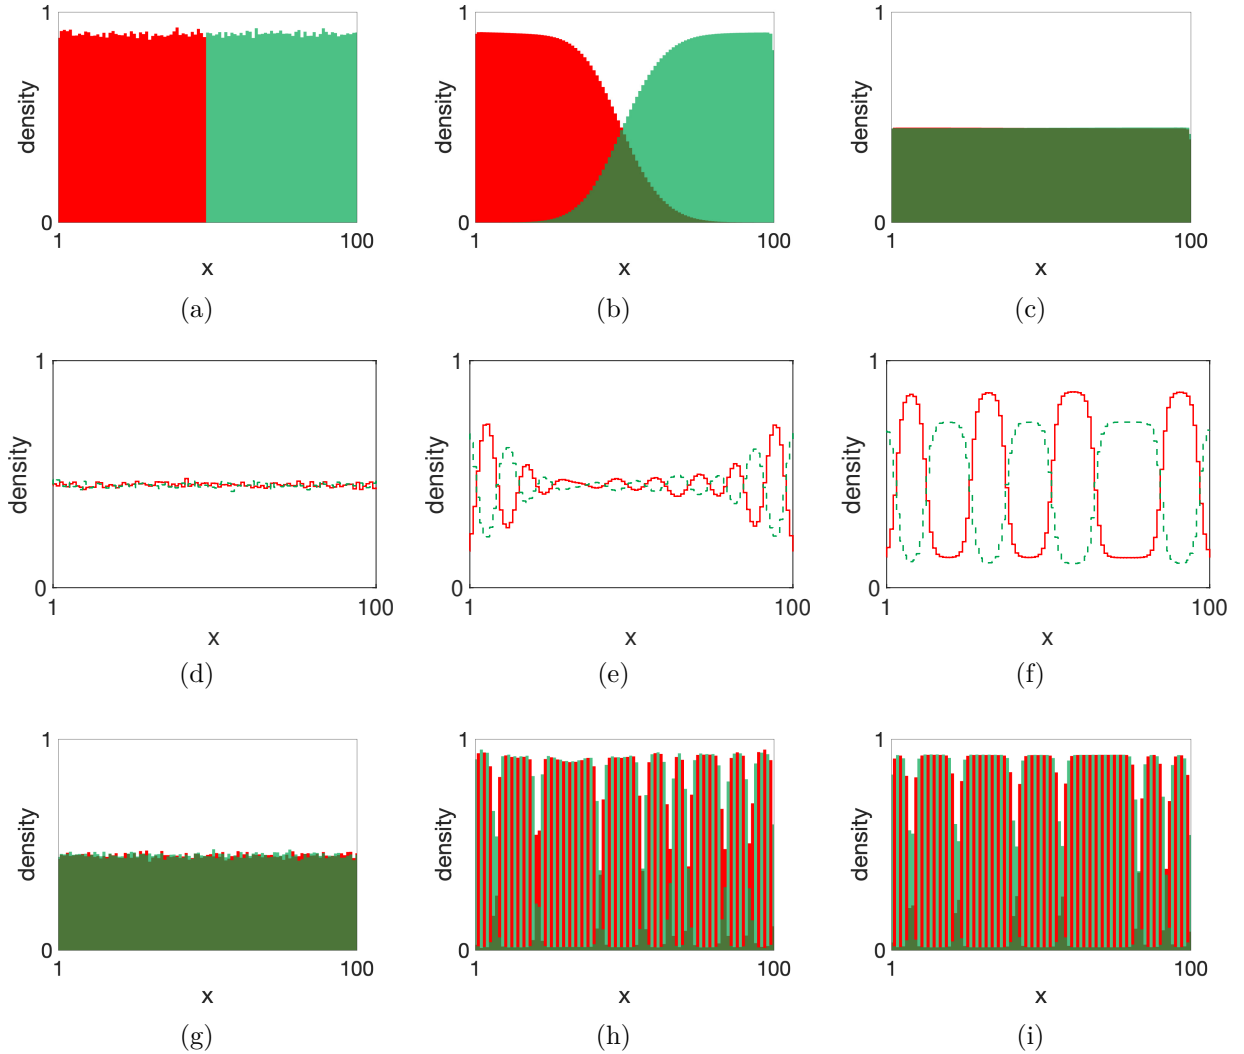 1 1 1
density density density
0 0 0
1 100 1 100 1 100
x x x
(a) (b) (c)
1 1 1
density density density
0 0 0
1 100 1 100 1 100
x x x
(d) (e) (f)
1 1 1
density density density
0 0 0
1 100 1 100 1 100
x x x
(g) (h) (i)